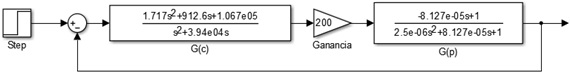 1.717s²+912.6s+1.067e05
200
-8.127e-05s+1
s²+3.94e04s
2.5e-06s²+8.127e-05s+1
Step
G(c)
Ganancia
G(p)